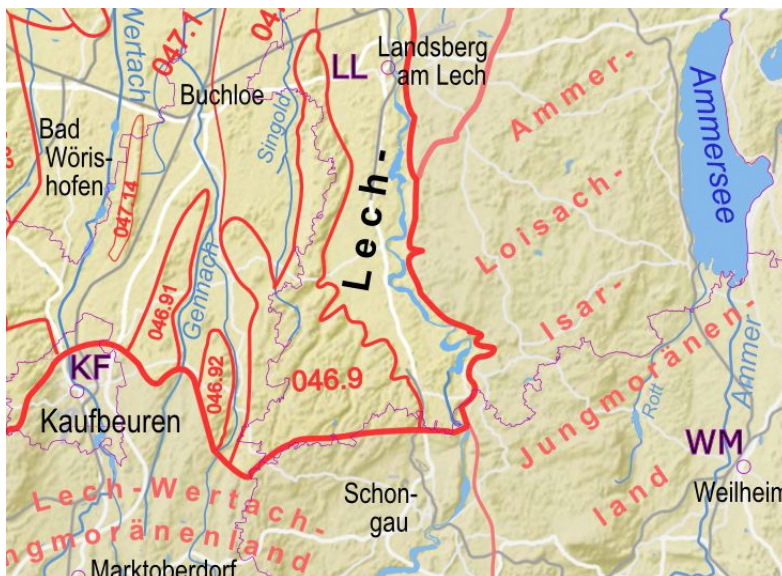 Wertach
047.1
04
LL
Landsberg
am Lech
Ammer-
Buchloe
Singold
Ammersee
Bad
Wöris-
hofen
047.14
Lech-
Loisach-
Isar-
Gennach
046.91
046.92
046.9
KF
Kaufbeuren
Jungmoränen-
land
Rott
Ammer
WM
Weilheim
Schon-
gau
Lech-Wertach-
ngmoränenland
Marktoberdorf